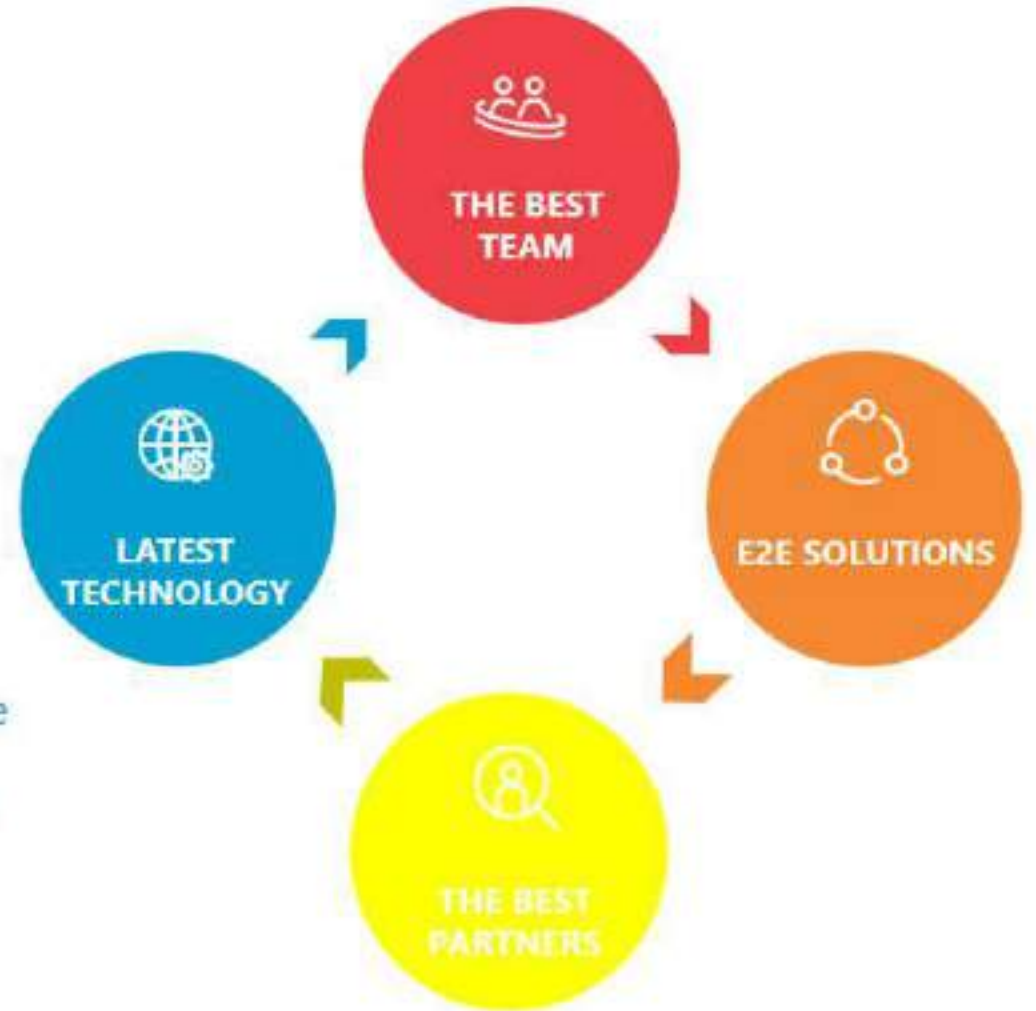 THE BEST
TEAM
LATEST
TECHNOLOGY
E2E SOLUTIONS
THE BEST
PARTNERS